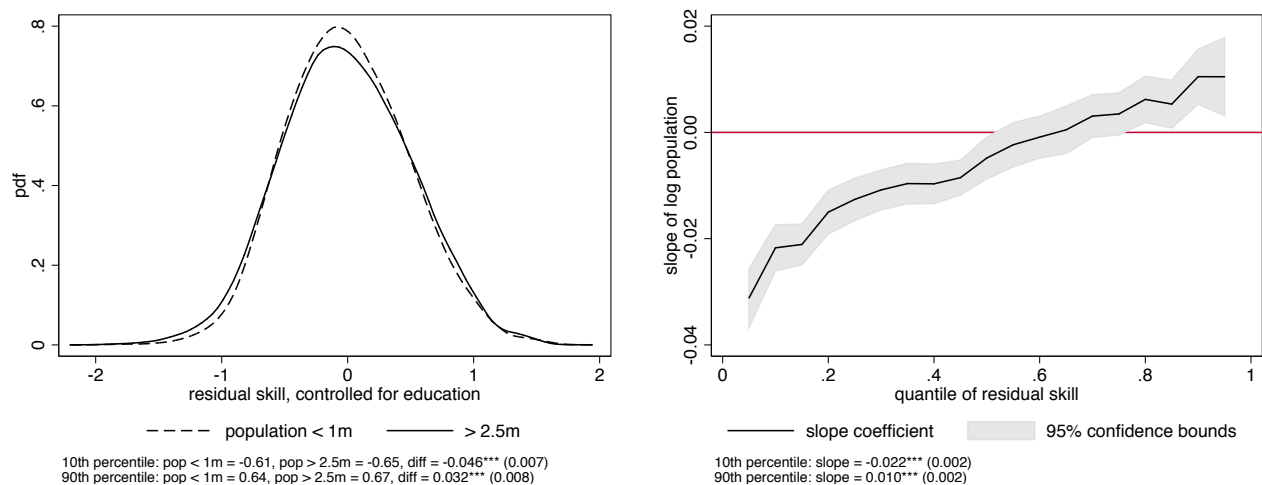 .8
.6
.4
.2
0
pdf
-2 -1 0 1 2
residual skill, controlled for education
population < 1m > 2.5m
10th percentile: pop < 1m = -0.61, pop > 2.5m = -0.65, diff = -0.046*** (0.007)
90th percentile: pop < 1m = 0.64, pop > 2.5m = 0.67, diff = 0.032*** (0.008)
0.02
0.00
-0.02
-0.04
slope of log population
0 .2 .4 .6 .8 1
quantile of residual skill
slope coefficient 95% confidence bounds
10th percentile: slope = -0.022*** (0.002)
90th percentile: slope = 0.010*** (0.002)